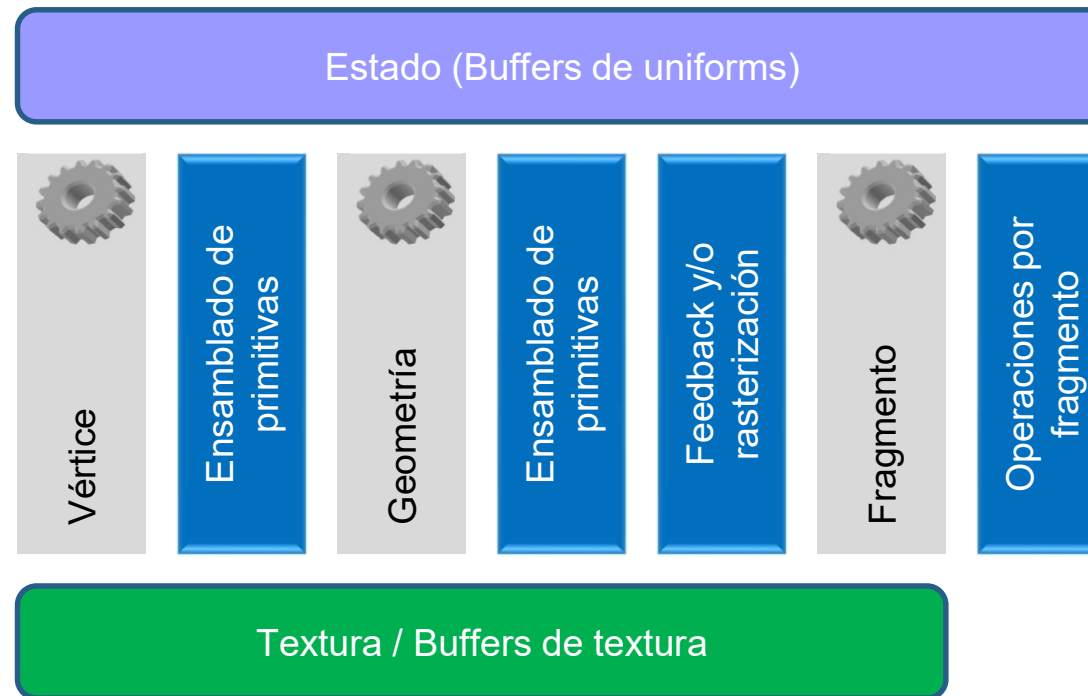 Estado (Buffers de uniforms)
Vértice
Ensamblado de
primitivas
Geometría
Ensamblado de
primitivas
Feedback y/o
rasterización
Fragmento
Operaciones por
fragmento
Textura / Buffers de textura